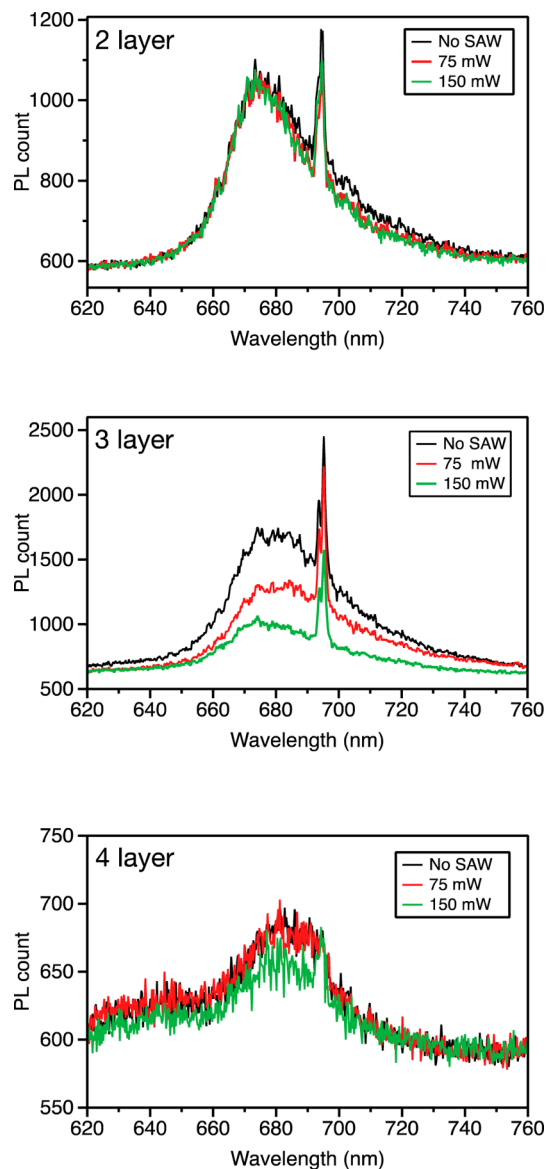 2 layer
1200
1000
800
600
PL count
No SAW
75 mW
150 mW
620 640 660 680 700 720 740 760
Wavelength (nm)
3 layer
2500
2000
1500
1000
500
PL count
No SAW
75 mW
150 mW
620 640 660 680 700 720 740 760
Wavelength (nm)
4 layer
750
700
650
600
550
PL count
No SAW
75 mW
150 mW
620 640 660 680 700 720 740 760
Wavelength (nm)